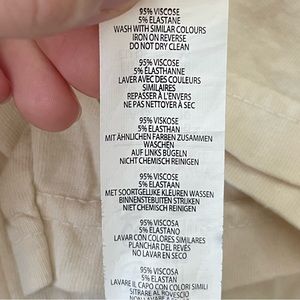 95% VISCOSE
5% ELASTANE
WASH WITH SIMILAR COLOURS
IRON ON REVERSE
DO NOT DRY CLEAN
95% VISCOSE
5% ELASTHANNE
LAVER AVEC DES COULEURS
SIMILAIRES
REPASSER À L'ENVERS
NE PAS NETTOYER À SEC
95% VISKOSE
5% ELASTHAN
MIT ÄHNLICHEN FARBEN ZUSAMMEN
WASCHEN
AUF LINKS BÜGELN
NICHT CHEMISCH REINIGEN
95% VISCOSE
5% ELASTAAN
MET SOORTGELIJKE KLEUREN WASSEN
BINNENSTEBUITEN STRIJKEN
NIET CHEMISCH REINIGEN
95% VISCOSA
5% ELASTANO
LAVAR CON COLORES SIMILARES
PLANCHAR DEL REVÉS
NO LAVAR EN SECO
95% VISCOSA
5% ELASTAN
LAVARE IL CAPO CON COLORI SIMILI
STIRARE AL ROVESCIO
NON LAVARE A